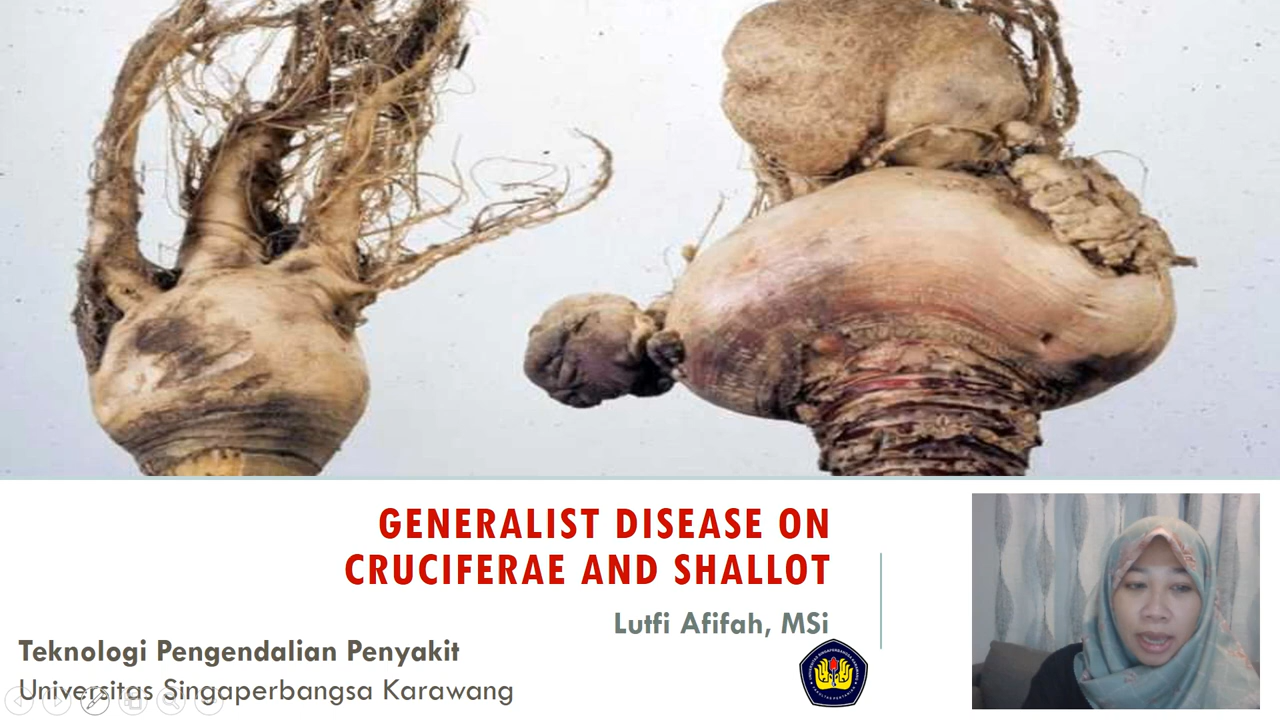 GENERALIST DISEASE ON
CRUCIFERAE AND SHALLOT
Lutfi Afifah, MSi
Teknologi Pengendalian Penyakit
Universitas Singaperbangsa Karawang